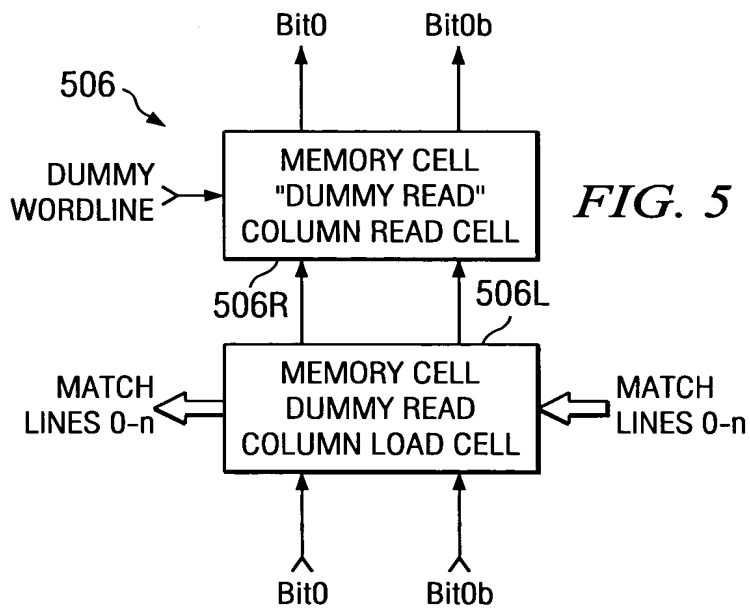 Bit0 Bit0b
506
MEMORY CELL
"DUMMY READ"
COLUMN READ CELL
DUMMY
WORDLINE
FIG. 5
506R
506L
MEMORY CELL
DUMMY READ
COLUMN LOAD CELL
MATCH
LINES 0-n
MATCH
LINES 0-n
Bit0 Bit0b